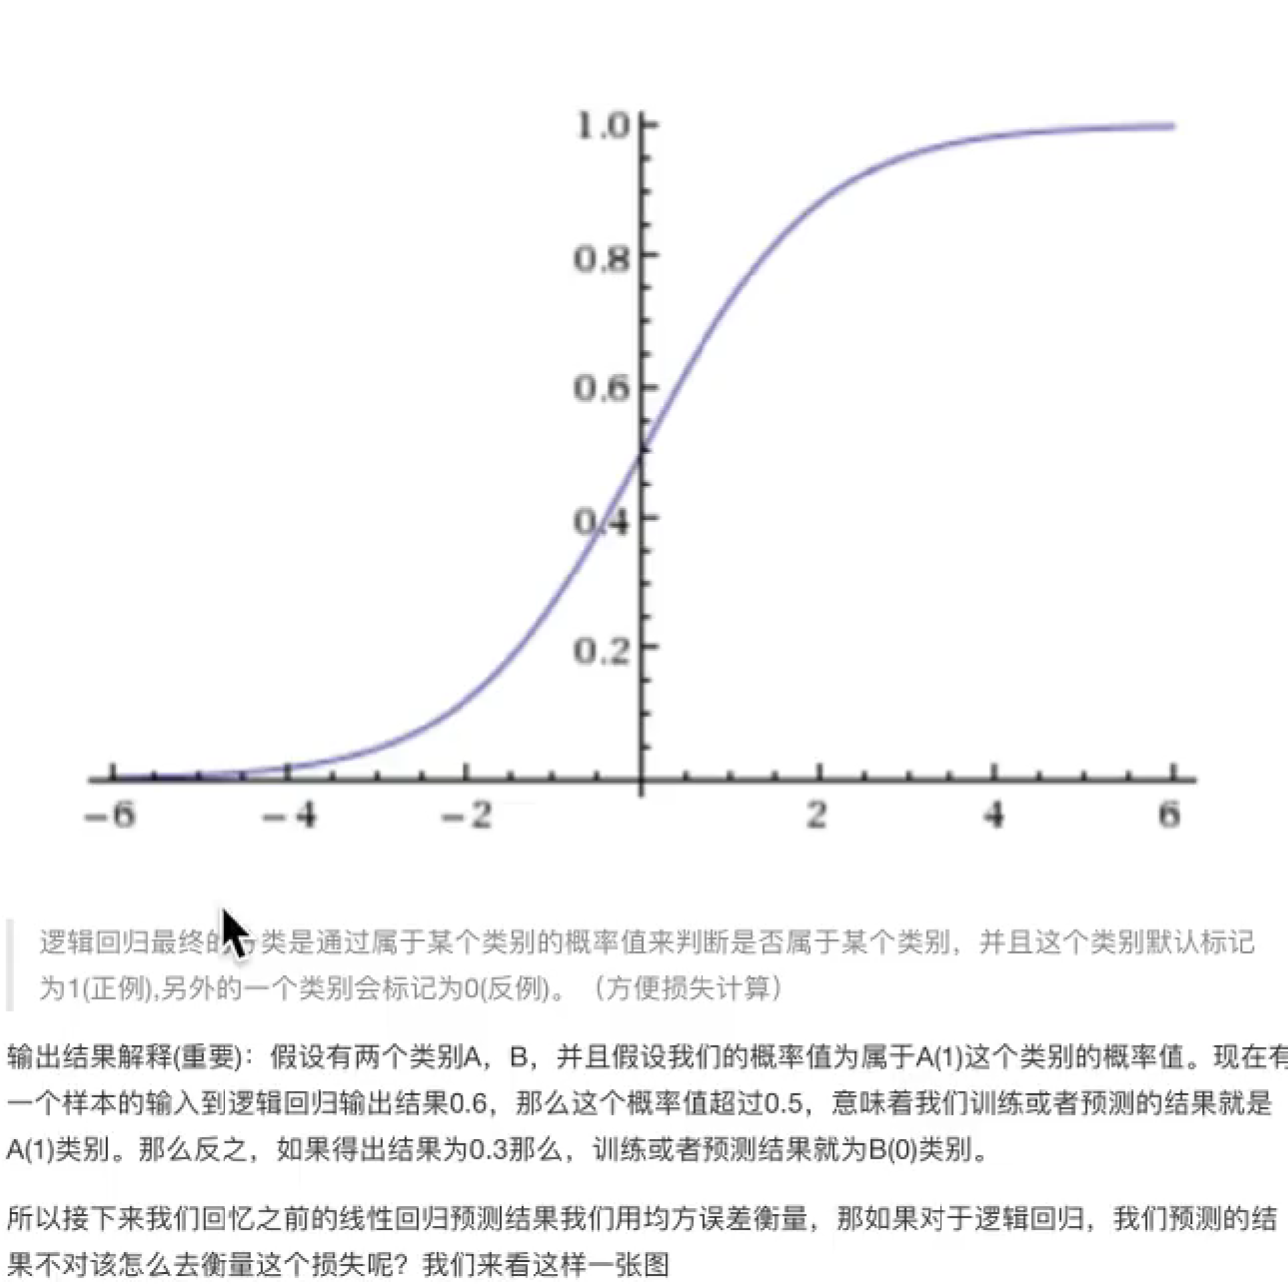 1.0
0.8
0.6
0.4
0.2
-6 -4 -2 2 4 6
逻辑回归最终的 类是通过属于某个类别的概率值来判断是否属于某个类别，并且这个类别默认标记
为1(正例),另外的一个类别会标记为0(反例)。（方便损失计算）
输出结果解释(重要)：假设有两个类别A，B，并且假设我们的概率值为属于A(1)这个类别的概率值。现在有
一个样本的输入到逻辑回归输出结果0.6，那么这个概率值超过0.5，意味着我们训练或者预测的结果就是
A(1)类别。那么反之，如果得出结果为0.3那么，训练或者预测结果就为B(0)类别。
所以接下来我们回忆之前的线性回归预测结果我们用均方误差衡量，那如果对于逻辑回归，我们预测的结
果不对该怎么去衡量这个损失呢？我们来看这样一张图